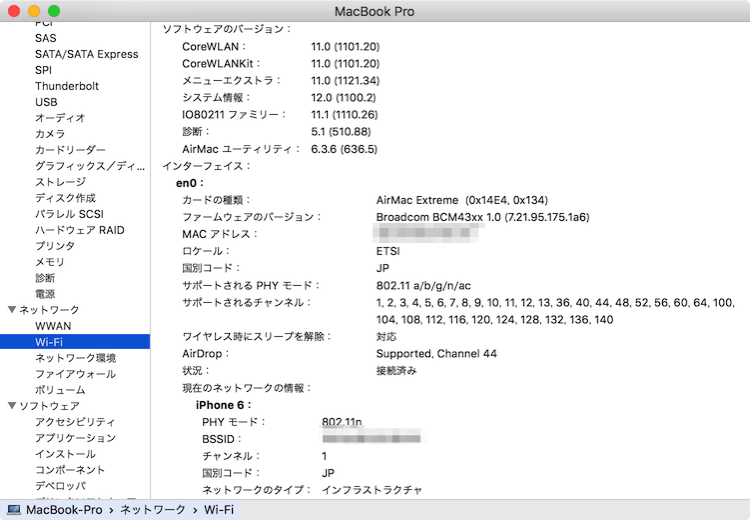 MacBook Pro
PCI
SAS
SATA/SATA Express
SPI
Thunderbolt
USB
オーディオ
カメラ
カードリーダー
グラフィックス／ディ...
ストレージ
ディスク作成
パラレル SCSI
ハードウェア RAID
プリンタ
メモリ
診断
電源
ネットワーク
WWAN
Wi-Fi
ネットワーク環境
ファイアウォール
ボリューム
ソフトウェア
アクセシビリティ
アプリケーション
インストール
コンポーネント
デベロッパ
ソフトウェアのバージョン：
CoreWLAN： 11.0 (1101.20)
CoreWLANKit： 11.0 (1101.20)
メニューエクストラ： 11.0 (1121.34)
システム情報： 12.0 (1100.2)
IO80211 ファミリー： 11.1 (1110.26)
診断： 5.1 (510.88)
AirMac ユーティリティ： 6.3.6 (636.5)
インターフェイス：
en0：
カードの種類： AirMac Extreme (0x14E4, 0x134)
ファームウェアのバージョン： Broadcom BCM43xx 1.0 (7.21.95.175.1a6)
MAC アドレス：
ロケール： ETSI
国別コード： JP
サポートされる PHY モード： 802.11 a/b/g/n/ac
サポートされるチャンネル： 1, 2, 3, 4, 5, 6, 7, 8, 9, 10, 11, 12, 13, 36, 40, 44, 48, 52, 56, 60, 64, 100,
104, 108, 112, 116, 120, 124, 128, 132, 136, 140
ワイヤレス時にスリープを解除： 対応
AirDrop： Supported, Channel 44
状況： 接続済み
現在のネットワークの情報：
iPhone 6：
PHY モード： 802.11n
BSSID：
チャンネル： 1
国別コード： JP
ネットワークのタイプ： インフラストラクチャ
MacBook-Pro › ネットワーク › Wi-Fi